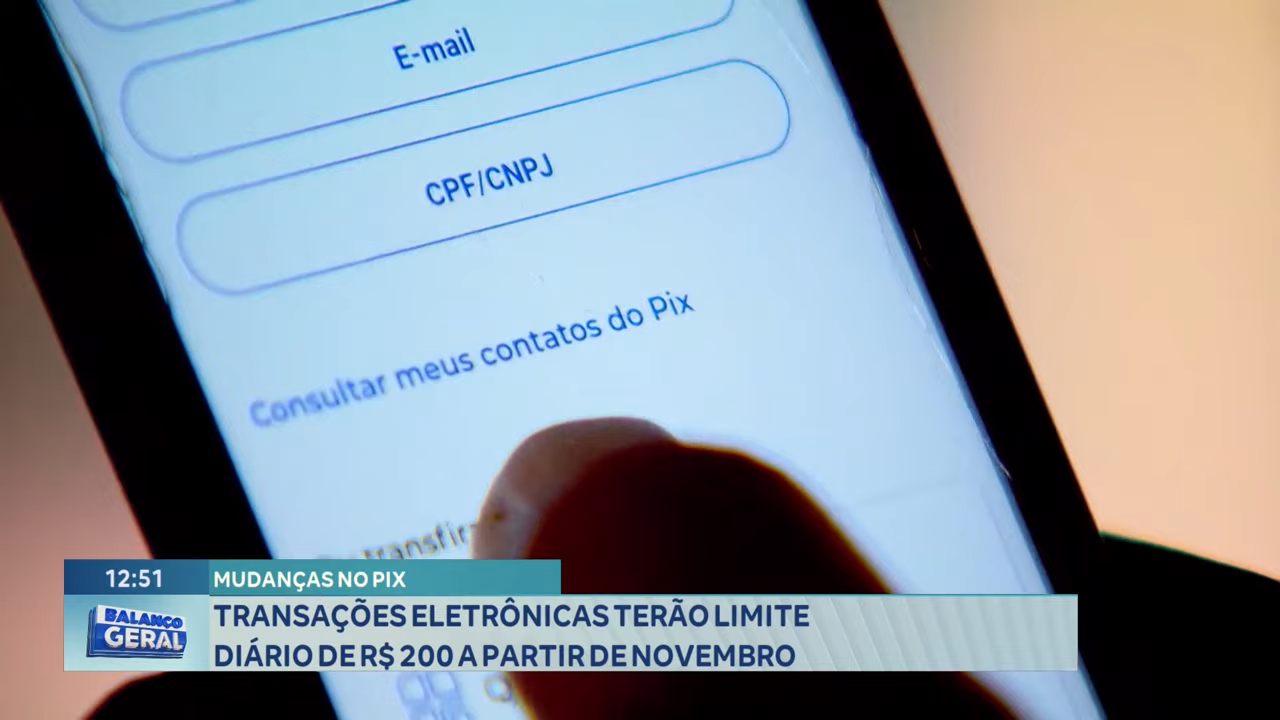 E-mail
CPF/CNPJ
Consultar meus contatos do Pix
transfir
12:51
MUDANÇAS NO PIX
BALANÇO
GERAL
TRANSAÇÕES ELETRÔNICAS TERÃO LIMITE
DIÁRIO DE R$ 200 A PARTIR DE NOVEMBRO